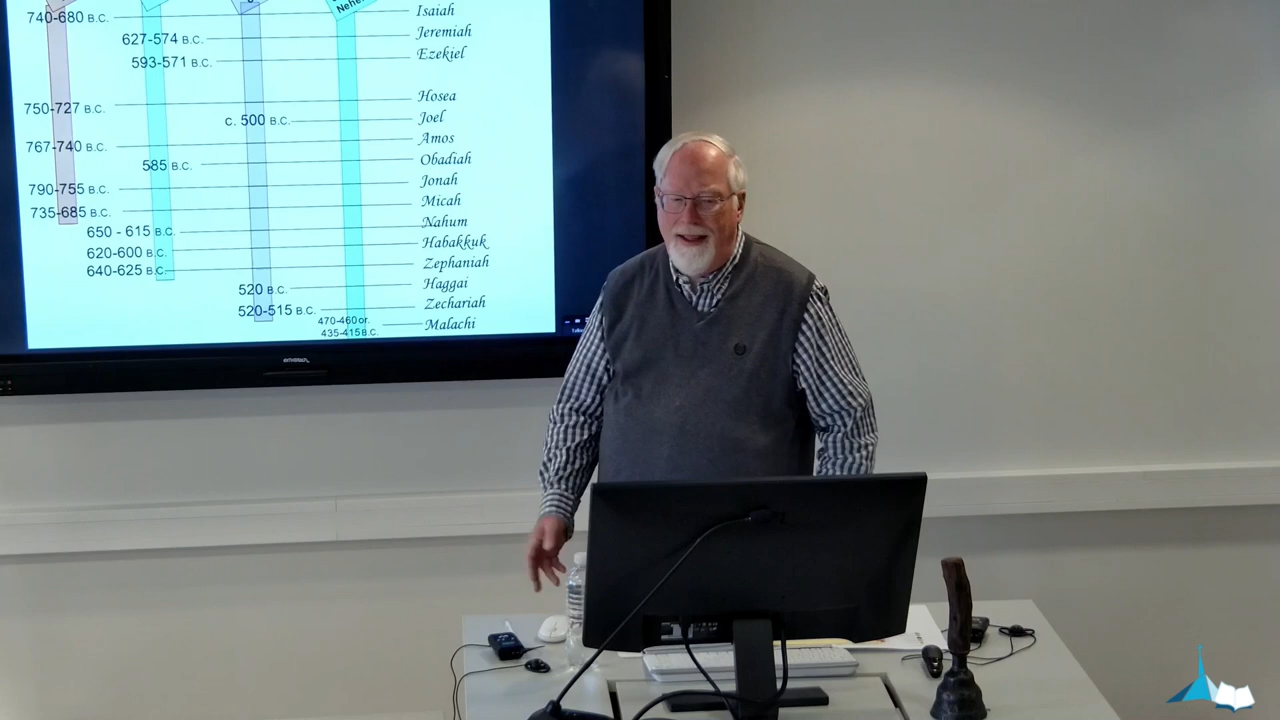 Nehe
740-680 B.C. Isaiah
627-574 B.C. Jeremiah
593-571 B.C. Ezekiel
750-727 B.C. Hosea
c. 500 B.C. Joel
767-740 B.C. Amos
585 B.C. Obadiah
790-755 B.C. Jonah
735-685 B.C. Micah
650 - 615 B.C. Nahum
620-600 B.C. Habakkuk
640-625 B.C. Zephaniah
520 B.C. Haggai
520-515 B.C. Zechariah
470-460 or Malachi
435-415 B.C.